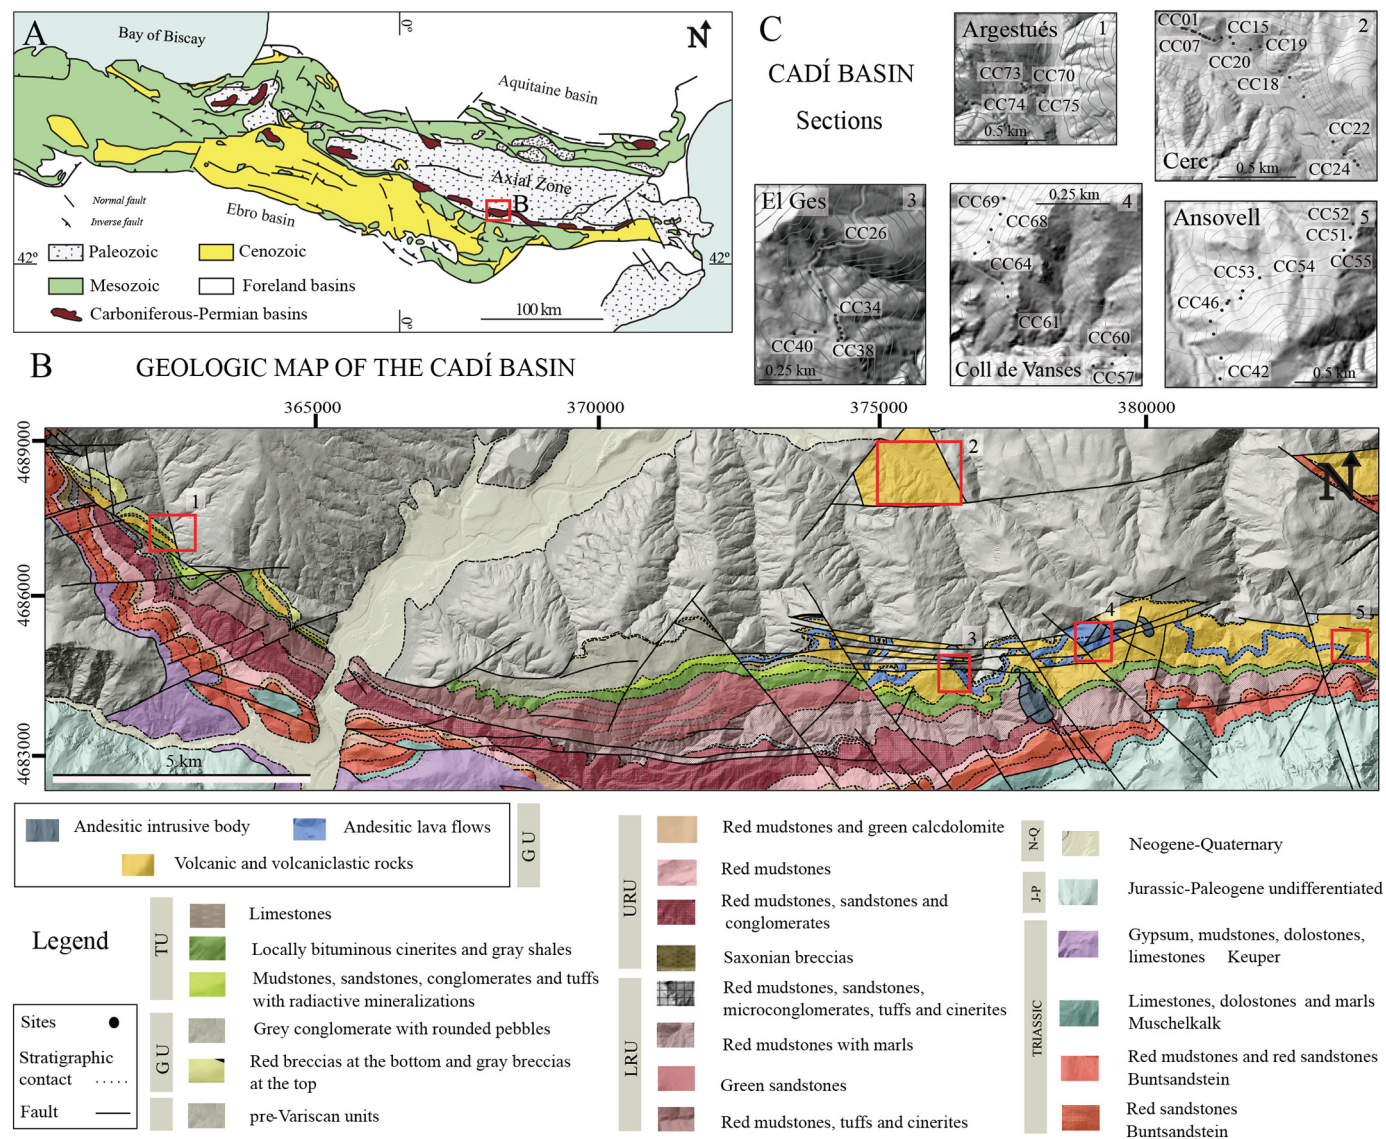 A
Bay of Biscay
0º
N
Aquitaine basin
Axial Zone
B
Ebro basin
Normal fault
Inverse fault
Paleozoic
Cenozoic
Mesozoic
Foreland basins
Carboniferous-Permian basins
42º
42º
100 km
0º
C
CADÍ BASIN
Sections
Argestués
1
CC73
CC70
CC74
CC75
0.5 km
2
CC01
CC15
CC07
CC19
CC20
CC18
CC22
CC24
Cerc
0.5 km
El Ges
3
CC26
CC34
CC40
CC38
0.25 km
CC69
0.25 km
CC68
4
CC64
CC61
CC60
Coll de Vanses
CC57
Ansovell
CC52
5
CC51
CC55
CC54
CC53
CC46
CC42
0.5 km
B
GEOLOGIC MAP OF THE CADÍ BASIN
365000
370000
375000
380000
4689000
4686000
4683000
1
2
3
4
5
N
5 km
Andesitic intrusive body
Andesitic lava flows
Volcanic and volcaniclastic rocks
G U
Legend
TU
Limestones
Locally bituminous cinerites and gray shales
Mudstones, sandstones, conglomerates and tuffs
with radiactive mineralizations
G U
Grey conglomerate with rounded pebbles
Red breccias at the bottom and gray breccias
at the top
pre-Variscan units
Sites
Stratigraphic
contact
Fault
URU
Red mudstones and green calcdolomite
Red mudstones
Red mudstones, sandstones and
conglomerates
Saxonian breccias
LRU
Red mudstones, sandstones,
microconglomerates, tuffs and cinerites
Red mudstones with marls
Green sandstones
Red mudstones, tuffs and cinerites
N-Q
Neogene-Quaternary
J-P
Jurassic-Paleogene undifferentiated
TRIASSIC
Gypsum, mudstones, dolostones,
limestones Keuper
Limestones, dolostones and marls
Muschelkalk
Red mudstones and red sandstones
Buntsandstein
Red sandstones
Buntsandstein